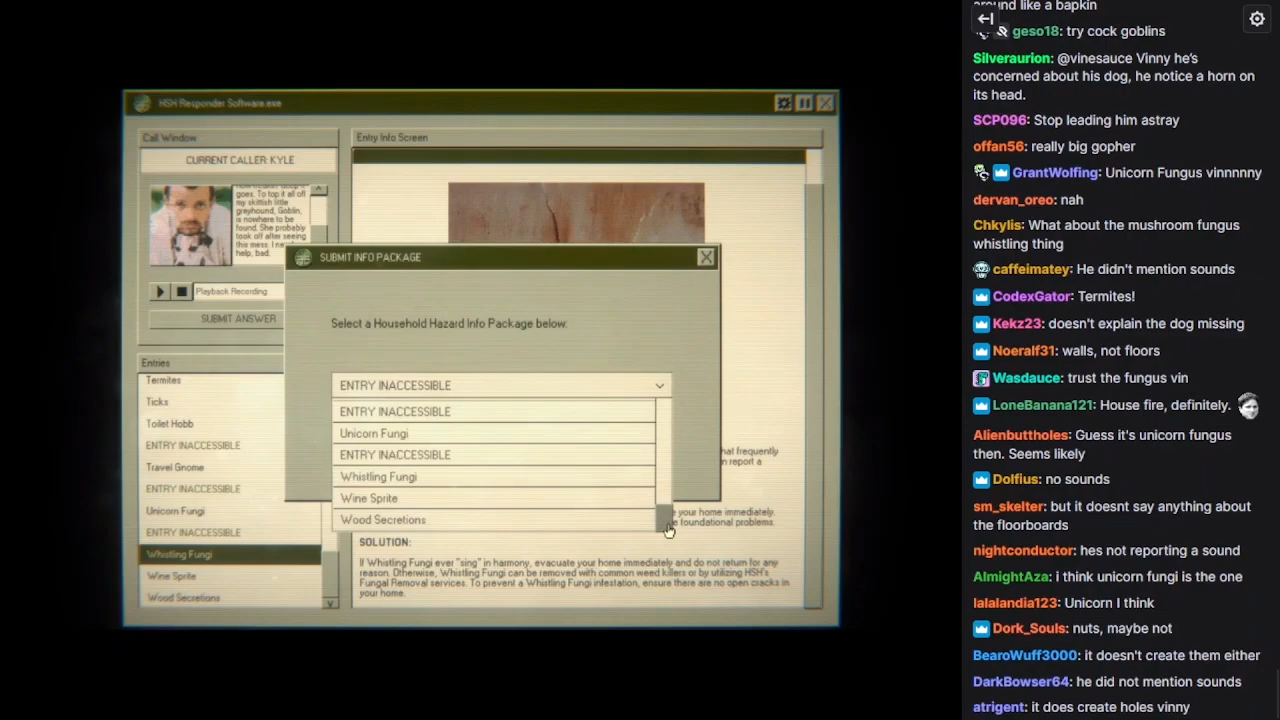 HSH Responder Software.exe
Call Window
CURRENT CALLER: KYLE
goes. To top it all off
my skittish little
greyhound, Goblin,
is nowhere to be
found. She probably
took off after seeing
this mess. I need
help, bad.
Playback Recording
SUBMIT ANSWER
Entries
Termites
Ticks
Toilet Hobb
ENTRY INACCESSIBLE
Travel Gnome
ENTRY INACCESSIBLE
Unicorn Fungi
ENTRY INACCESSIBLE
Whistling Fungi
Wine Sprite
Wood Secretions
Entry Info Screen
SUBMIT INFO PACKAGE
Select a Household Hazard Info Package below:
ENTRY INACCESSIBLE
ENTRY INACCESSIBLE
Unicorn Fungi
ENTRY INACCESSIBLE
Whistling Fungi
Wine Sprite
Wood Secretions
that frequently
report a
your home immediately.
foundational problems.
SOLUTION:
If Whistling Fungi ever "sing" in harmony, evacuate your home immediately and do not return for any
reason. Otherwise, Whistling Fungi can be removed with common weed killers or by utilizing HSH's
Fungal Removal services. To prevent a Whistling Fungi infestation, ensure there are no open cracks in
your home.
around like a bapkin
geso18: try cock goblins
Silveraurion: @vinesauce Vinny he's
concerned about his dog, he notice a horn on
its head.
SCP096: Stop leading him astray
offan56: really big gopher
GrantWolfing: Unicorn Fungus vinnnnny
dervan_oreo: nah
Chkylis: What about the mushroom fungus
whistling thing
caffeimatey: He didn't mention sounds
CodexGator: Termites!
Kekz23: doesn't explain the dog missing
Noeralf31: walls, not floors
Wasdauce: trust the fungus vin
LoneBanana121: House fire, definitely.
Alienbuttholes: Guess it's unicorn fungus
then. Seems likely
Dolfius: no sounds
sm_skelter: but it doesnt say anything about
the floorboards
nightconductor: hes not reporting a sound
AlmightAza: i think unicorn fungi is the one
lalalandia123: Unicorn I think
Dork_Souls: nuts, maybe not
BearoWuff3000: it doesn't create them either
DarkBowser64: he did not mention sounds
atrigent: it does create holes vinny